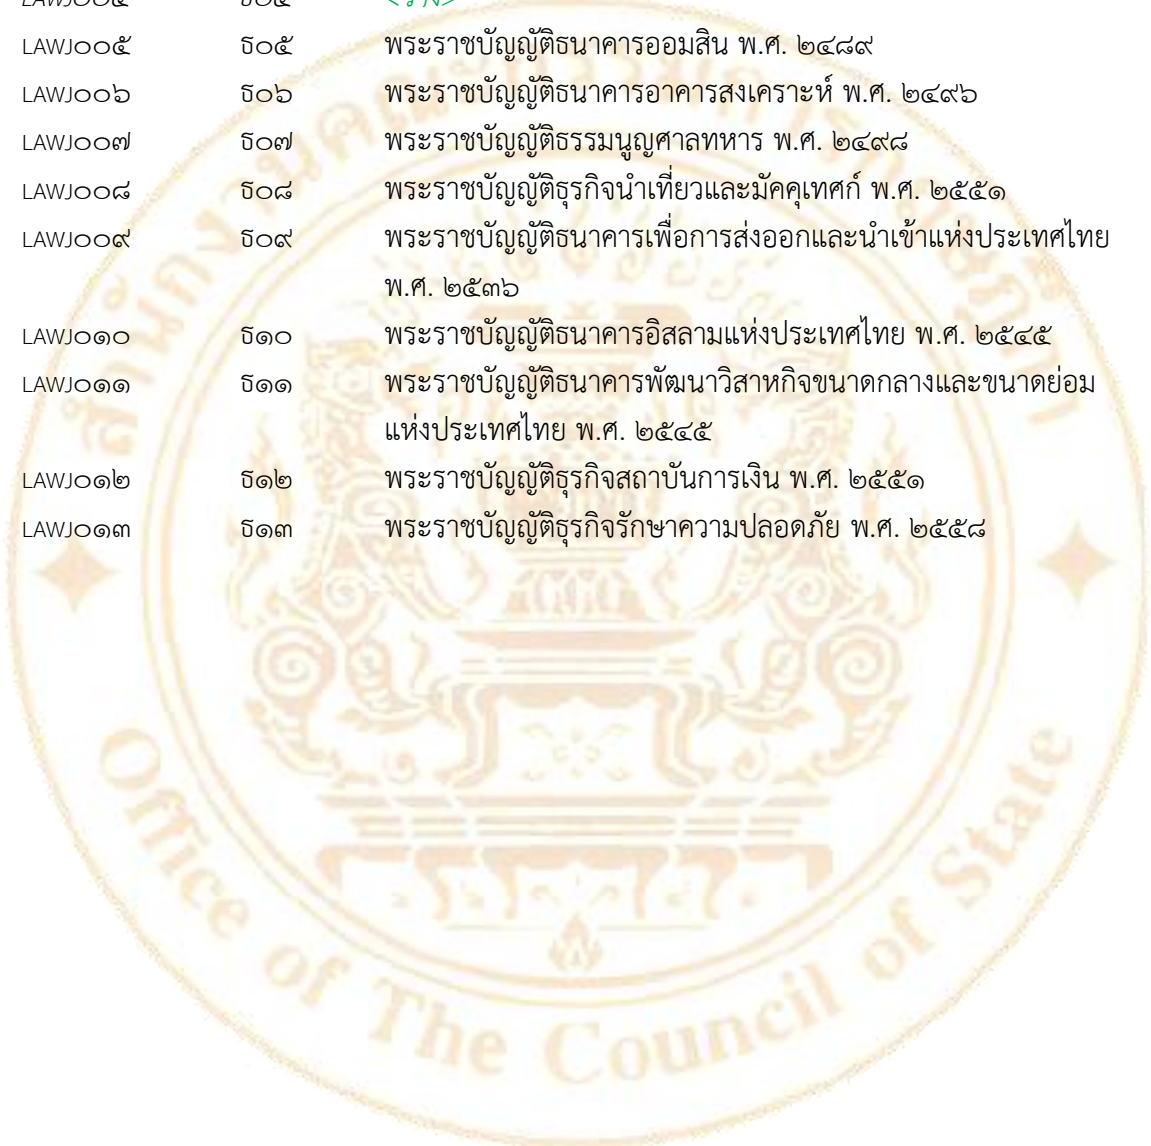 LAWJ๐๐๕ ธ๐๕ พระราชบัญญัติธนาคารออมสิน พ.ศ. ๒๔๘๙
LAWJ๐๐๖ ธ๐๖ พระราชบัญญัติธนาคารอาคารสงเคราะห์ พ.ศ. ๒๔๙๖
LAWJ๐๐๗ ธ๐๗ พระราชบัญญัติธรรมนูญศาลทหาร พ.ศ. ๒๔๙๘
LAWJ๐๐๘ ธ๐๘ พระราชบัญญัติธุรกิจนำเที่ยวและมัคคุเทศก์ พ.ศ. ๒๕๕๑
LAWJ๐๐๙ ธ๐๙ พระราชบัญญัติธนาคารเพื่อการส่งออกและนำเข้าแห่งประเทศไทย
พ.ศ. ๒๕๓๖
LAWJ๐๑๐ ธ๑๐ พระราชบัญญัติธนาคารอิสลามแห่งประเทศไทย พ.ศ. ๒๕๔๕
LAWJ๐๑๑ ธ๑๑ พระราชบัญญัติธนาคารพัฒนาวิสาหกิจขนาดกลางและขนาดย่อม
แห่งประเทศไทย พ.ศ. ๒๕๔๕
LAWJ๐๑๒ ธ๑๒ พระราชบัญญัติธุรกิจสถาบันการเงิน พ.ศ. ๒๕๕๑
LAWJ๐๑๓ ธ๑๓ พระราชบัญญัติธุรกิจรักษาความปลอดภัย พ.ศ. ๒๕๕๘
สำนักงานคณะกรรมการกฤษฎีกา
Office of The Council of State